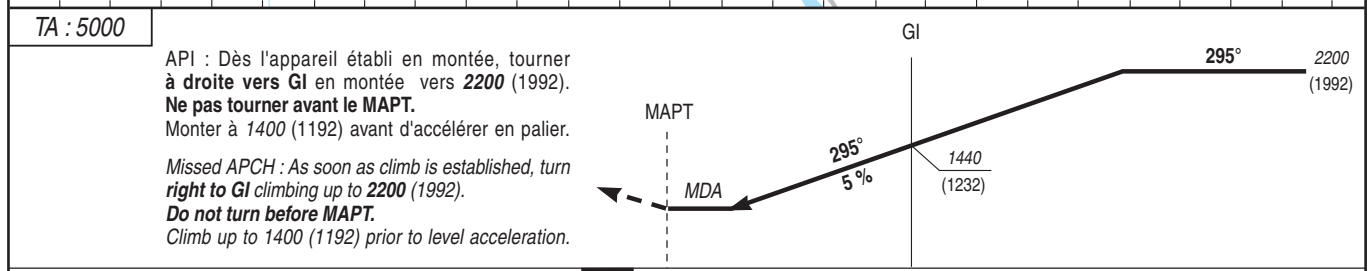 TA : 5000
API : Dès l'appareil établi en montée, tourner
à droite vers GI en montée vers 2200 (1992).
Ne pas tourner avant le MAPT.
Monter à 1400 (1192) avant d'accélérer en palier.
Missed APCH : As soon as climb is established, turn
right to GI climbing up to 2200 (1992).
Do not turn before MAPT.
Climb up to 1400 (1192) prior to level acceleration.
MAPT
MDA
GI
295°
5 %
1440
(1232)
295°
2200
(1992)